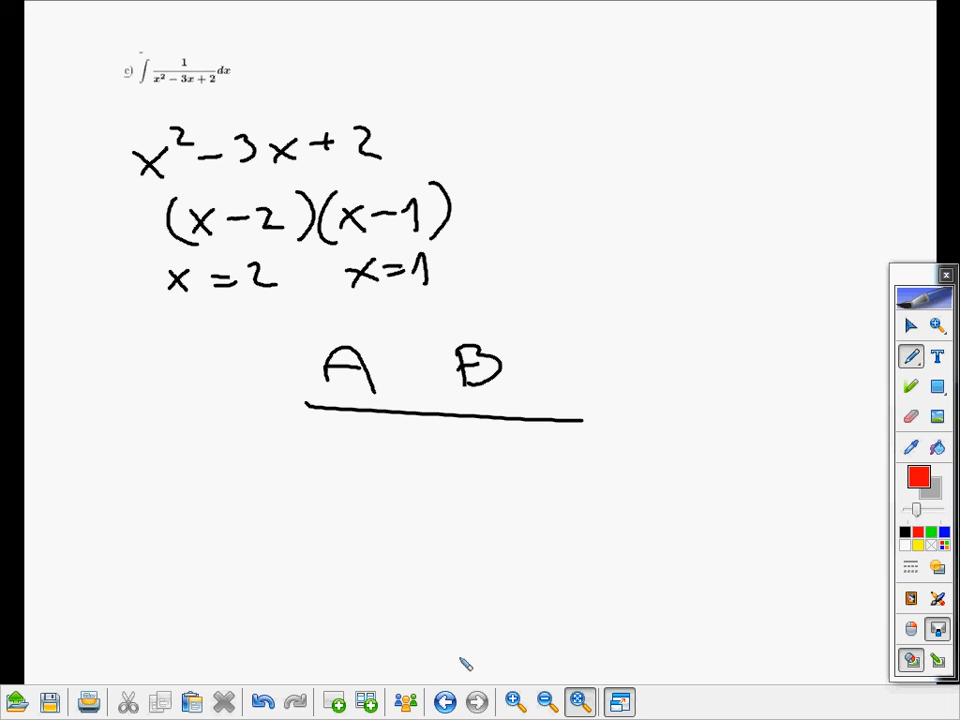 c) ∫ 1/(x² − 3x + 2) dx
x² − 3x + 2
(x − 2)(x − 1)
x = 2 x = 1
A B